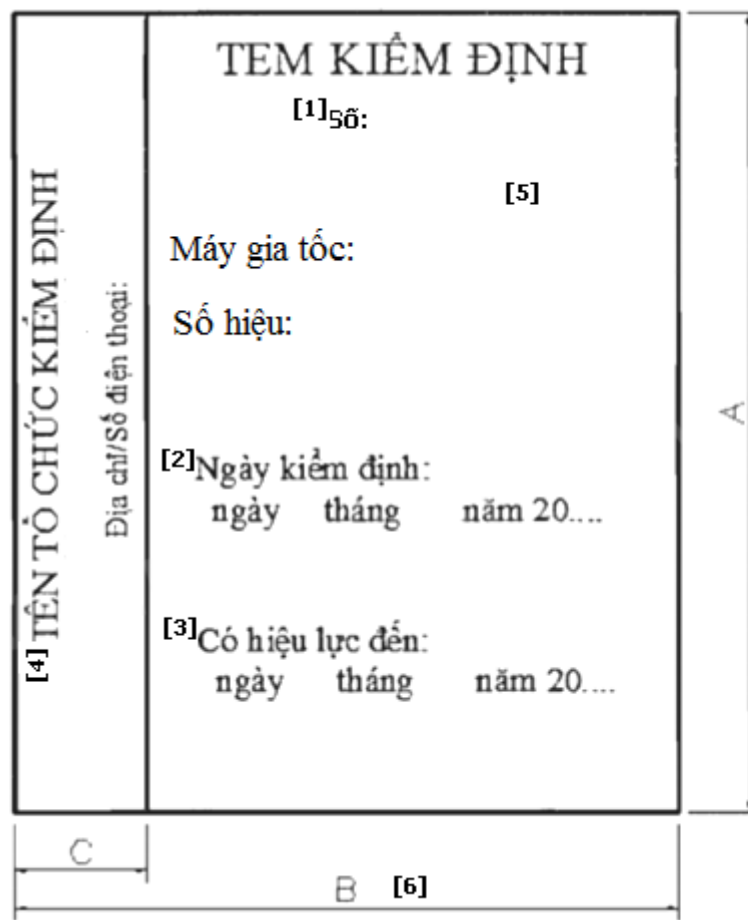 TEM KIỂM ĐỊNH
[1]Số:
[5]
Máy gia tốc:
Số hiệu:
[2]Ngày kiểm định:
ngày tháng năm 20....
[3]Có hiệu lực đến:
ngày tháng năm 20....
[4]TÊN TỔ CHỨC KIỂM ĐỊNH
Địa chỉ/Số điện thoại:
A
C
B [6]